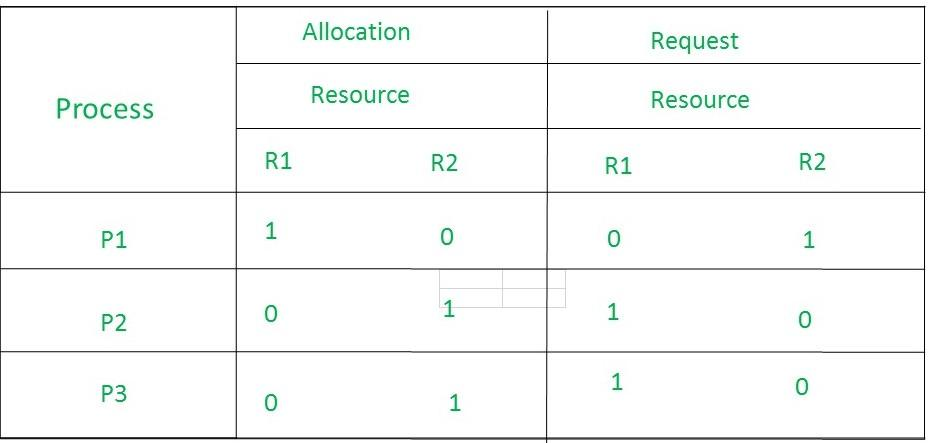 Process Allocation Request
Resource Resource
R1 R2 R1 R2
P1 1 0 0 1
P2 0 1 1 0
P3 0 1 1 0